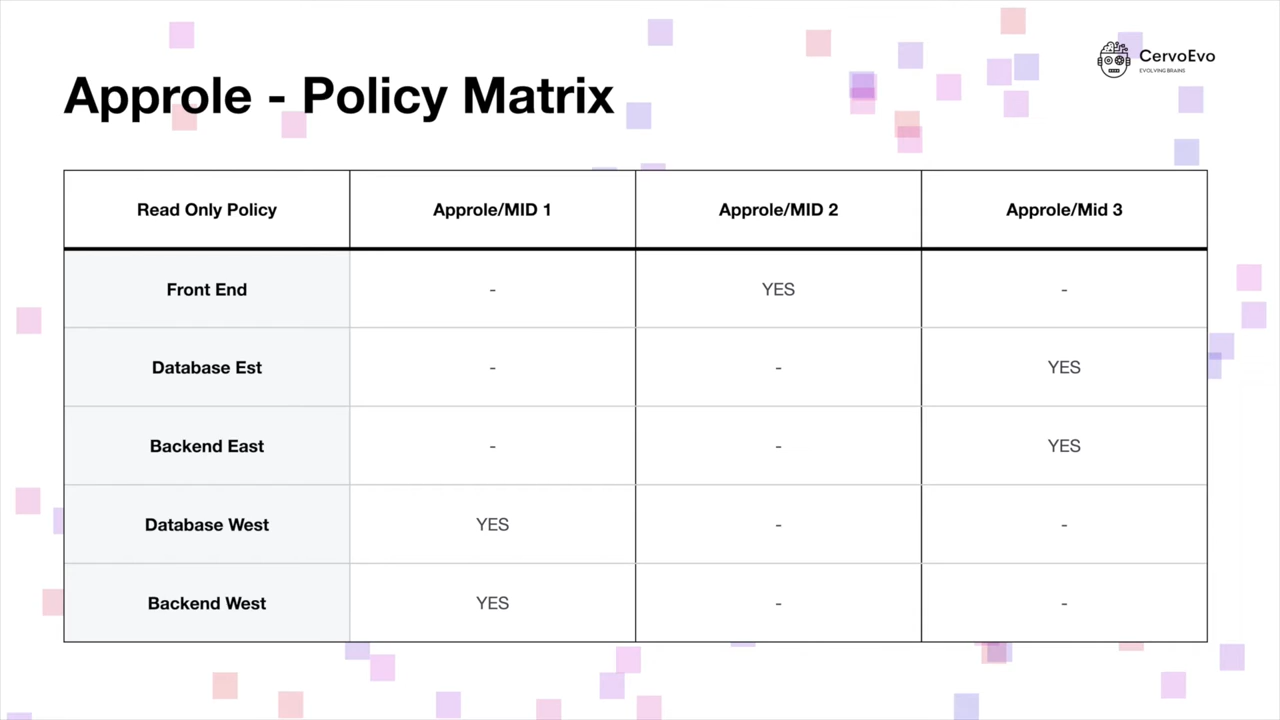 CervoEvo
EVOLVING BRAINS
Approle - Policy Matrix
Read Only Policy Approle/MID 1 Approle/MID 2 Approle/Mid 3
Front End - YES -
Database Est - - YES
Backend East - - YES
Database West YES - -
Backend West YES - -